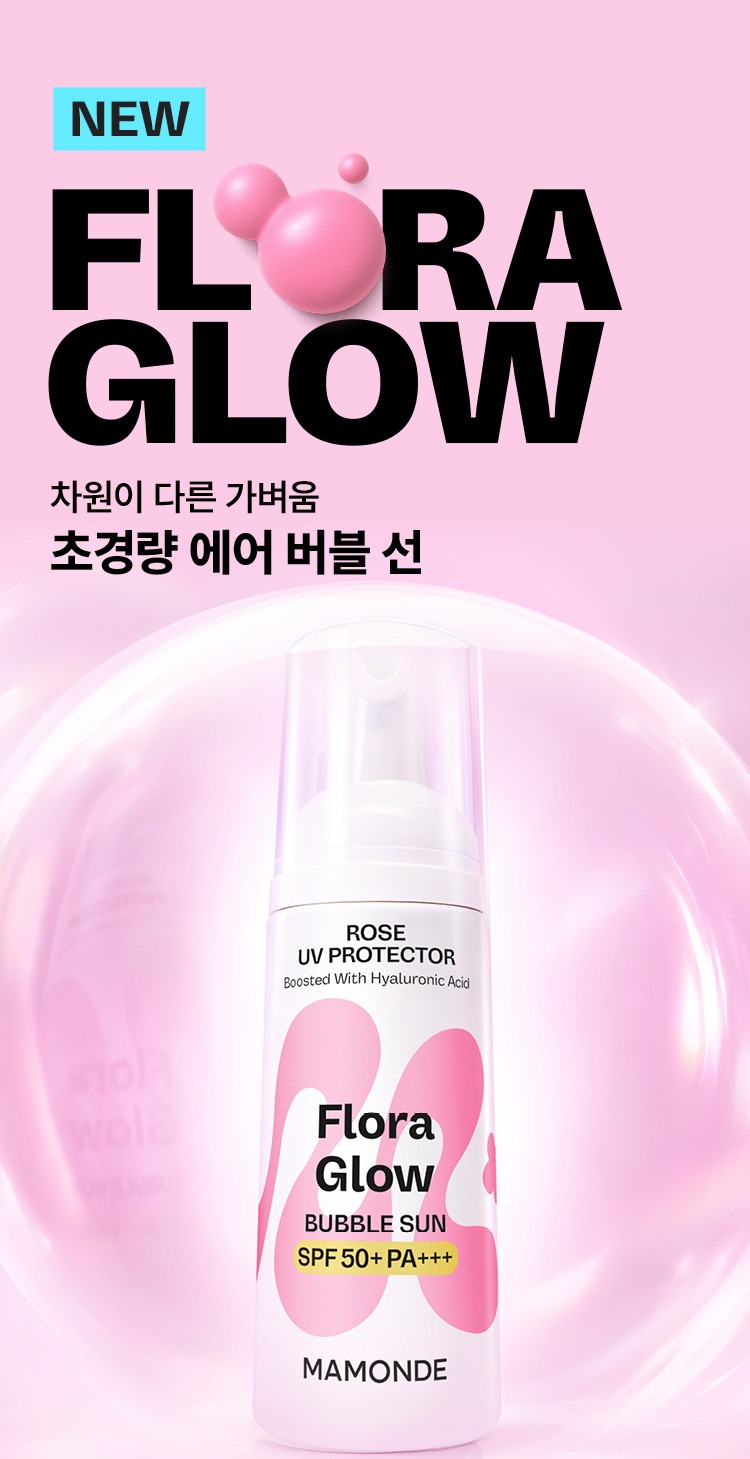 NEW
FLORA
GLOW
차원이 다른 가벼움
초경량 에어 버블 선
ROSE
UV PROTECTOR
Boosted With Hyaluronic Acid
Flora
Glow
BUBBLE SUN
SPF 50+ PA+++
MAMONDE